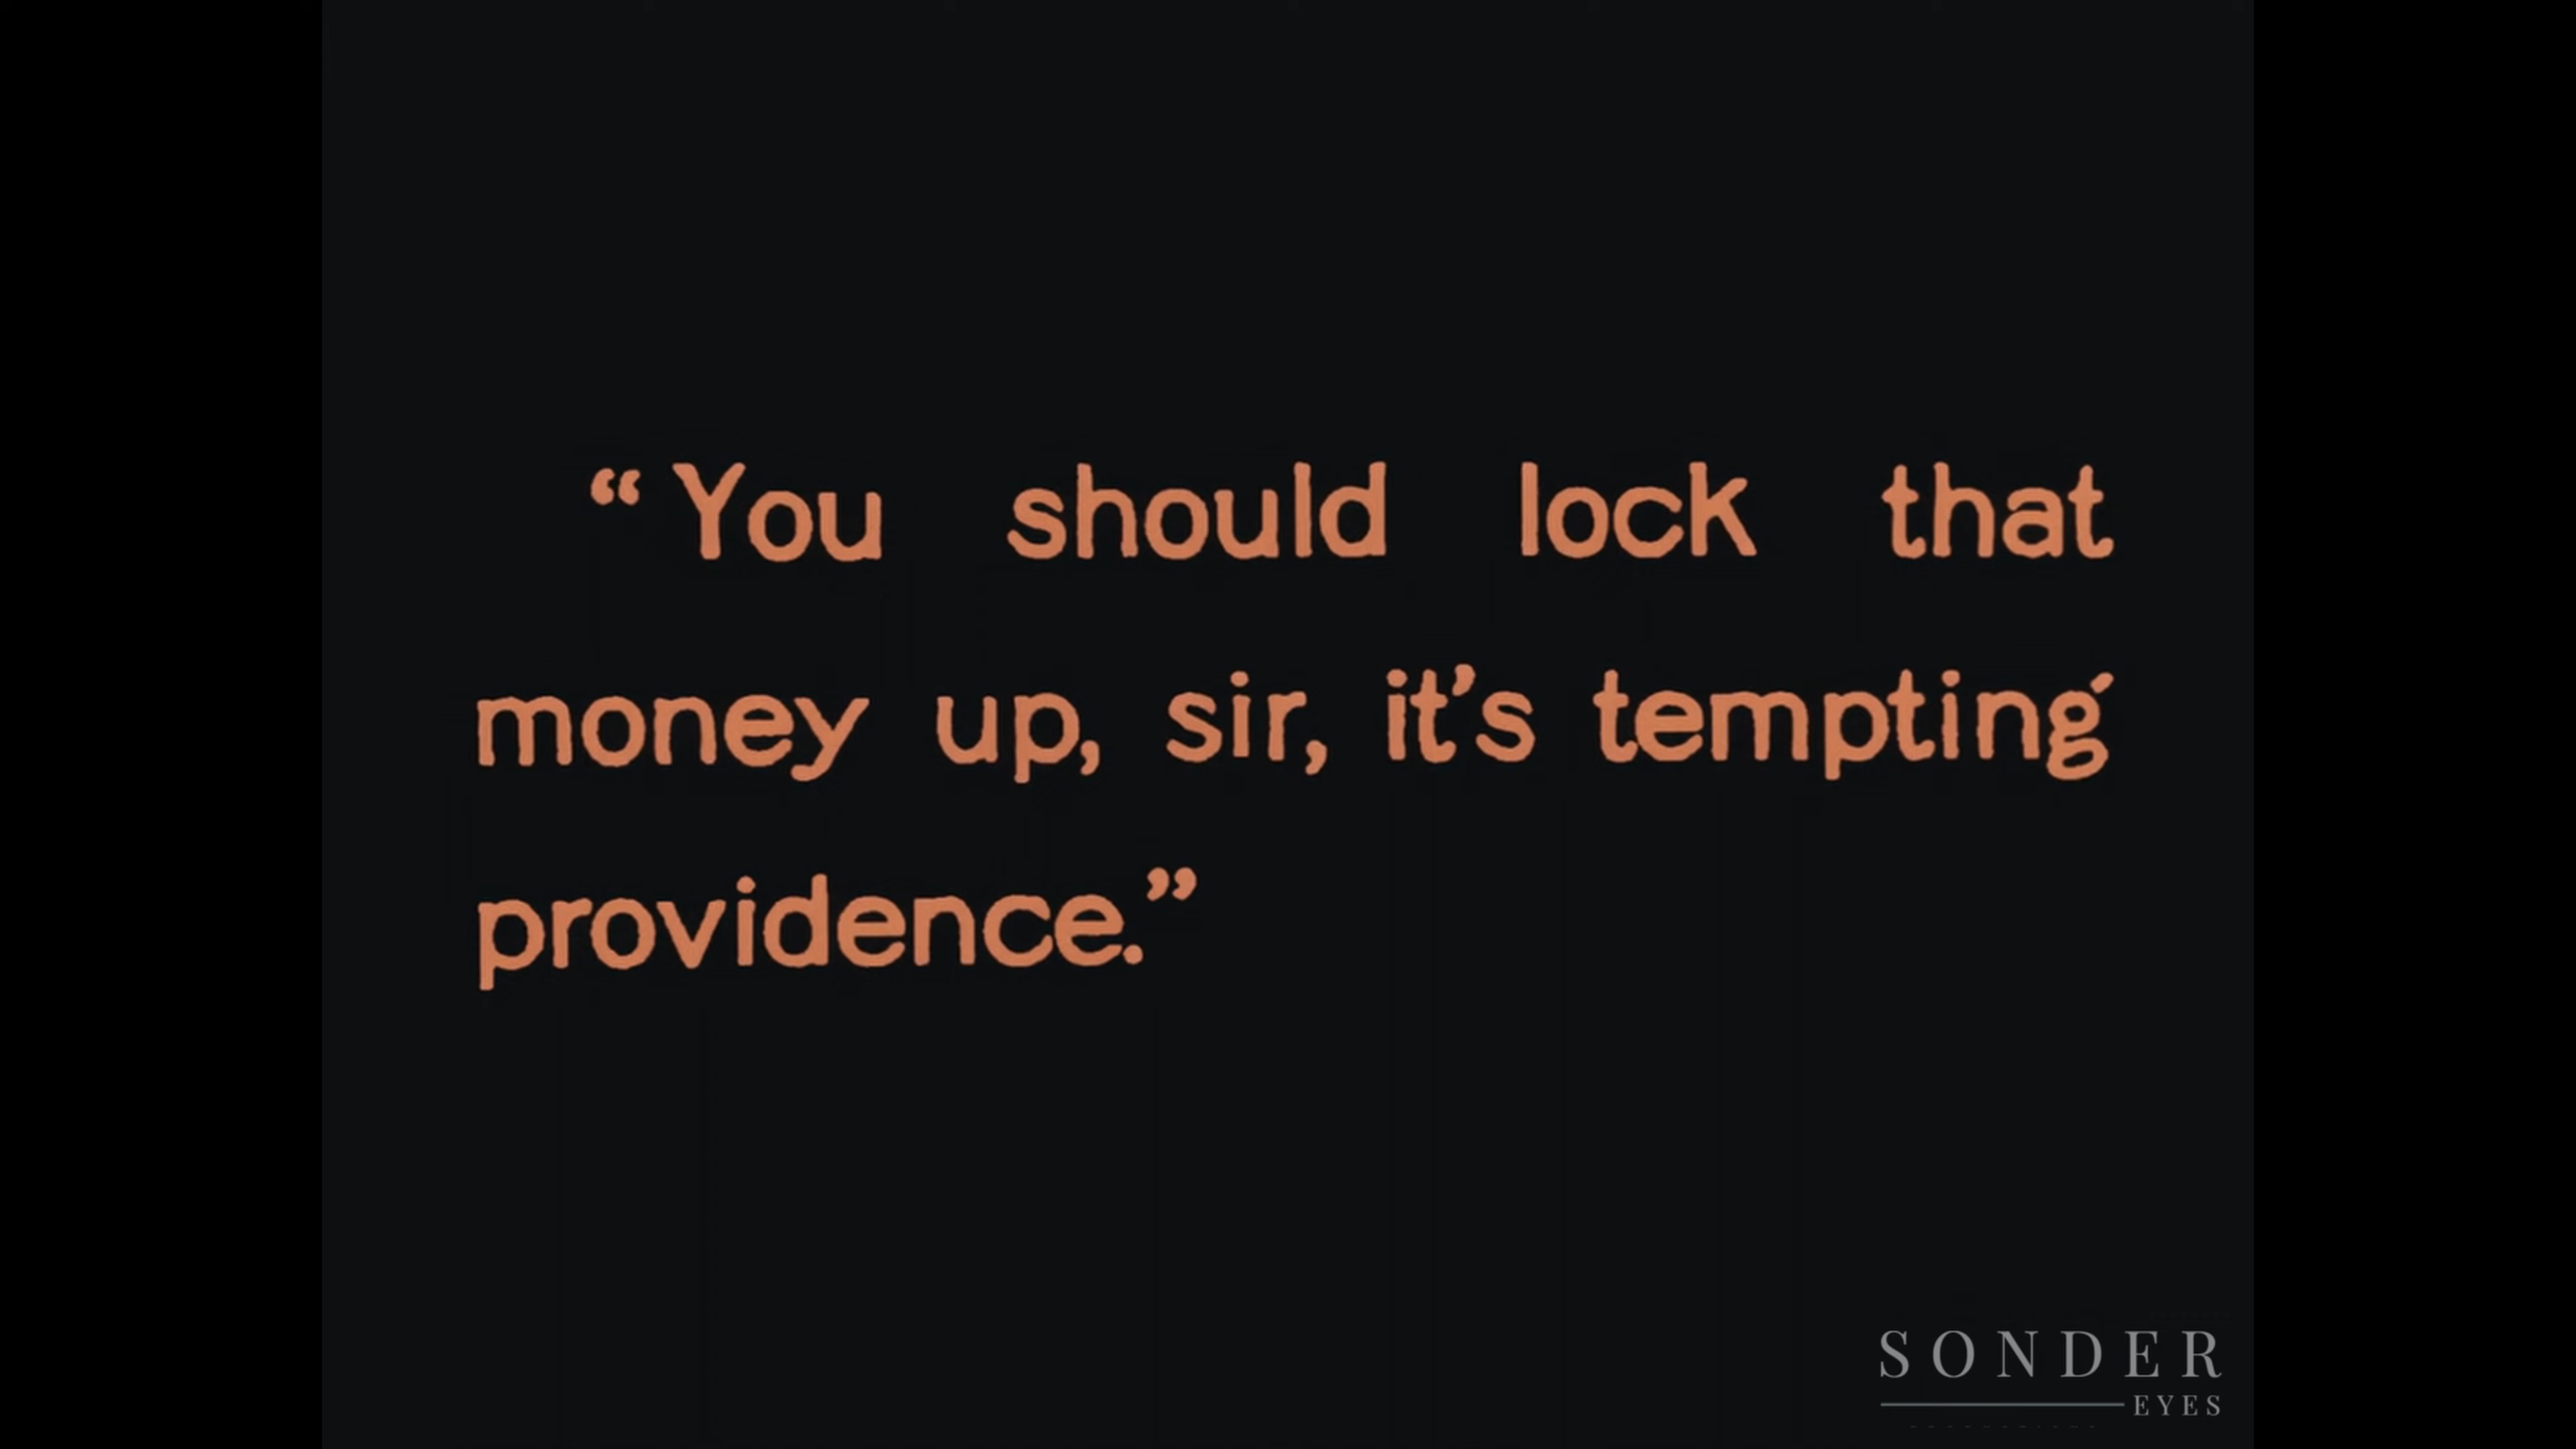 “You should lock that
money up, sir, it’s tempting
providence.”
SONDER
EYES